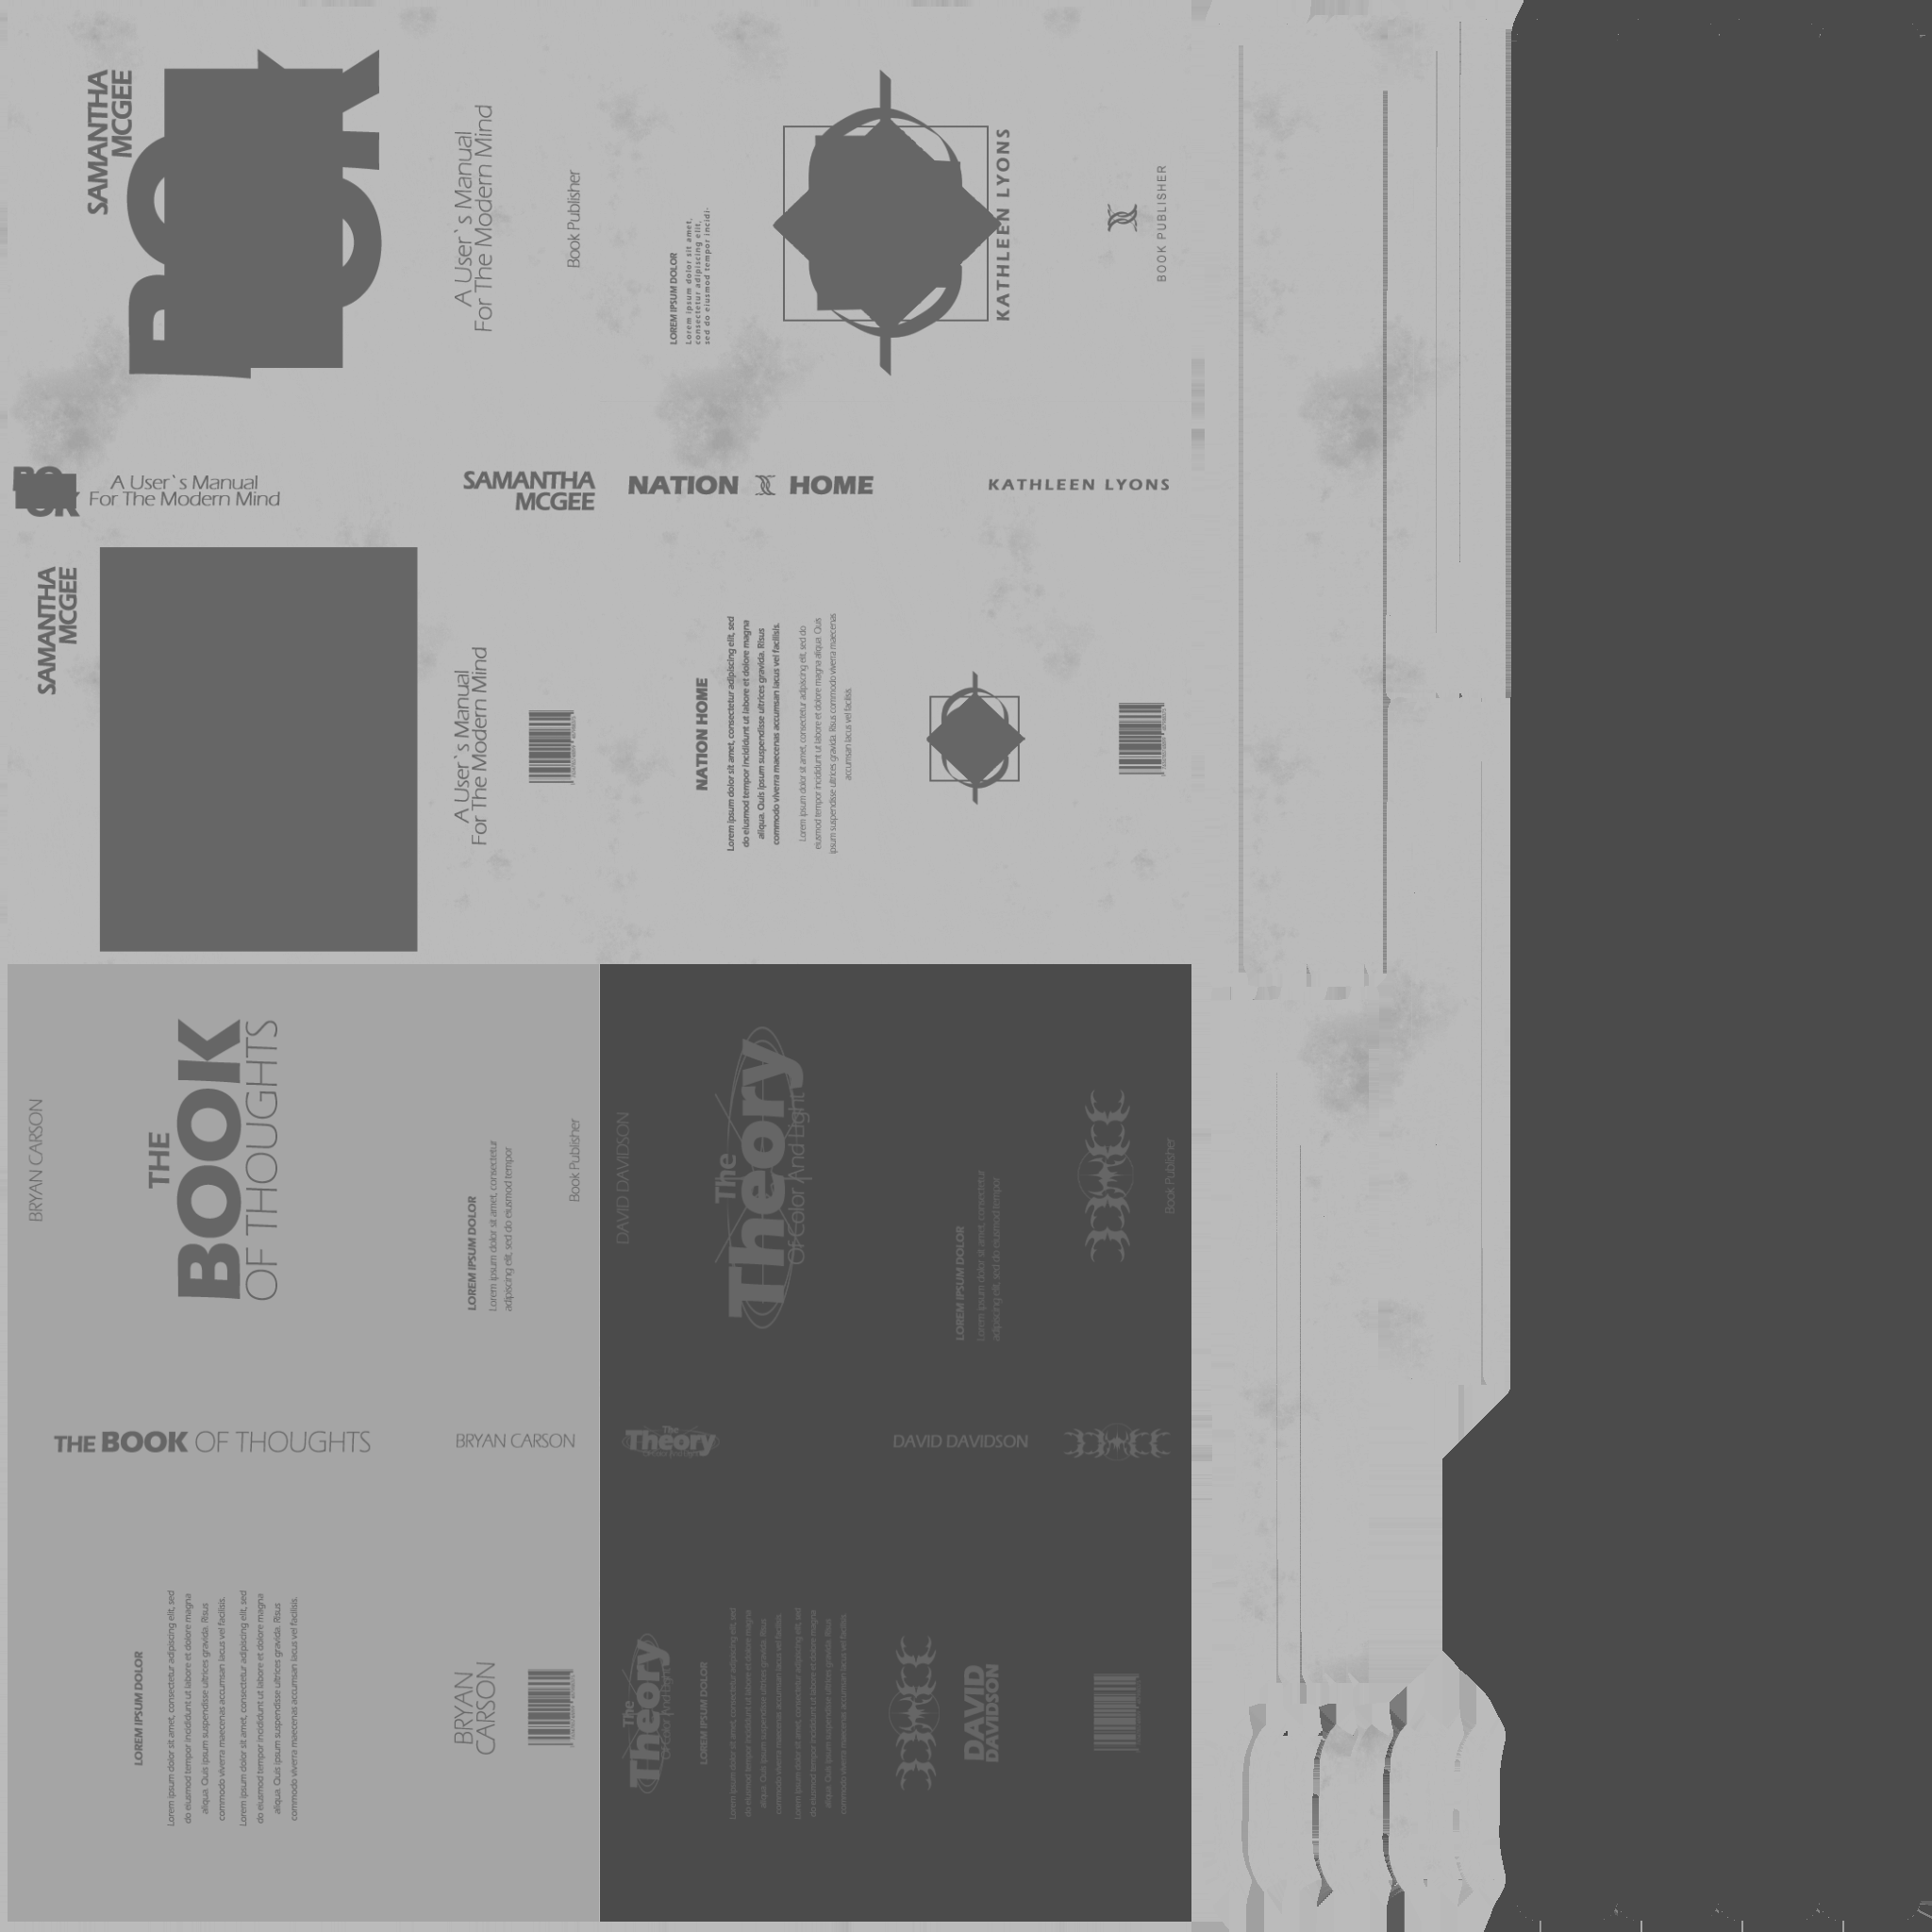 SAMANTHA
MCGEE
BOOK
A User`s Manual
For The Modern Mind
Book Publisher
LOREM IPSUM DOLOR
Lorem ipsum dolor sit amet,
consectetur adipiscing elit,
sed do eiusmod tempor incidi-
KATHLEEN LYONS
BOOK PUBLISHER
BOOK
A User`s Manual
For The Modern Mind
SAMANTHA
MCGEE
NATION HOME
KATHLEEN LYONS
SAMANTHA
MCGEE
A User`s Manual
For The Modern Mind
NATION HOME
Lorem ipsum dolor sit amet, consectetur adipiscing elit, sed
do eiusmod tempor incididunt ut labore et dolore magna
aliqua. Quis ipsum suspendisse ultrices gravida. Risus
commodo viverra maecenas accumsan lacus vel facilisis.
Lorem ipsum dolor sit amet, consectetur adipiscing elit, sed do
eiusmod tempor incididunt ut labore et dolore magna aliqua. Quis
ipsum suspendisse ultrices gravida. Risus commodo viverra maecenas
accumsan lacus vel facilisis.
BRYAN CARSON
THE
BOOK
OF THOUGHTS
LOREM IPSUM DOLOR
Lorem ipsum dolor sit amet, consectetur
adipiscing elit, sed do eiusmod tempor
Book Publisher
DAVID DAVIDSON
The
Theory
Of Color And Light
LOREM IPSUM DOLOR
Lorem ipsum dolor sit amet, consectetur
adipiscing elit, sed do eiusmod tempor
Book Publisher
THE BOOK OF THOUGHTS
BRYAN CARSON
The
Theory
DAVID DAVIDSON
LOREM IPSUM DOLOR
Lorem ipsum dolor sit amet, consectetur adipiscing elit, sed
do eiusmod tempor incididunt ut labore et dolore magna
aliqua. Quis ipsum suspendisse ultrices gravida. Risus
commodo viverra maecenas accumsan lacus vel facilisis.
Lorem ipsum dolor sit amet, consectetur adipiscing elit, sed
do eiusmod tempor incididunt ut labore et dolore magna
aliqua. Quis ipsum suspendisse ultrices gravida. Risus
commodo viverra maecenas accumsan lacus vel facilisis.
BRYAN
CARSON
The
Theory
Of Color And Light
LOREM IPSUM DOLOR
Lorem ipsum dolor sit amet, consectetur adipiscing elit, sed
do eiusmod tempor incididunt ut labore et dolore magna
aliqua. Quis ipsum suspendisse ultrices gravida. Risus
commodo viverra maecenas accumsan lacus vel facilisis.
Lorem ipsum dolor sit amet, consectetur adipiscing elit, sed
do eiusmod tempor incididunt ut labore et dolore magna
aliqua. Quis ipsum suspendisse ultrices gravida. Risus
commodo viverra maecenas accumsan lacus vel facilisis.
DAVID
DAVIDSON